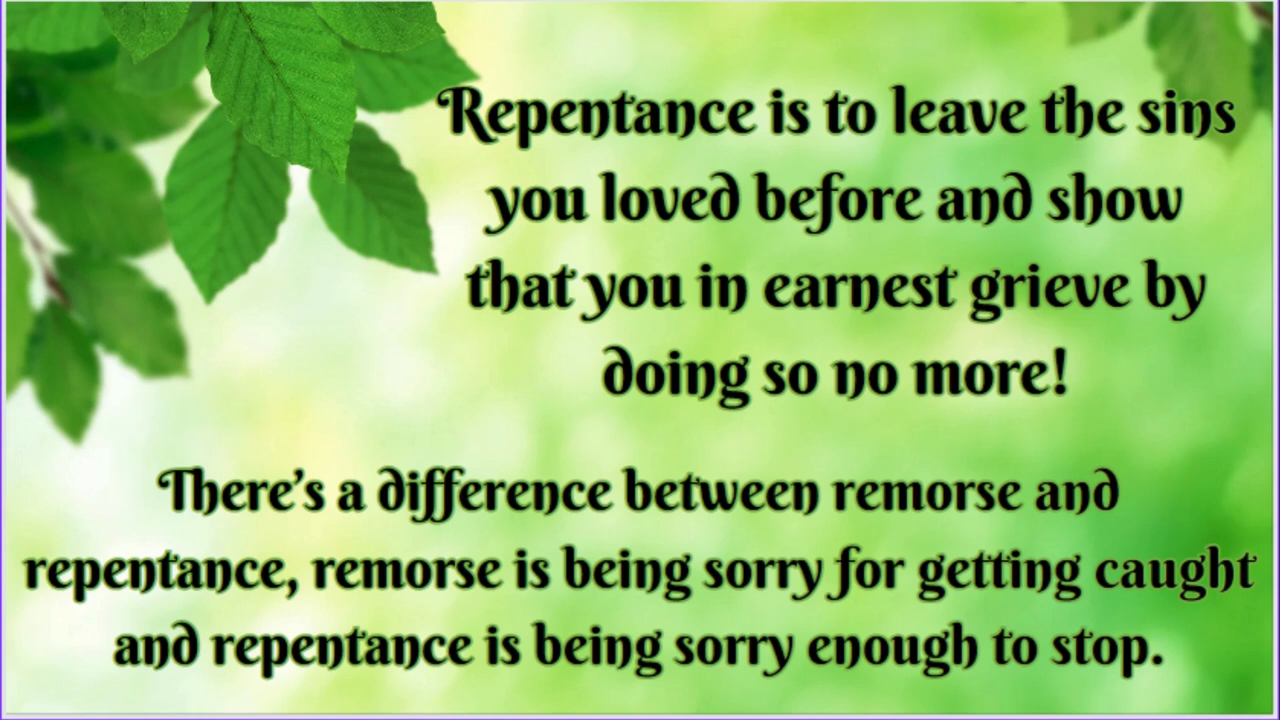 Repentance is to leave the sins
you loved before and show
that you in earnest grieve by
doing so no more!
There's a difference between remorse and
repentance, remorse is being sorry for getting caught
and repentance is being sorry enough to stop.